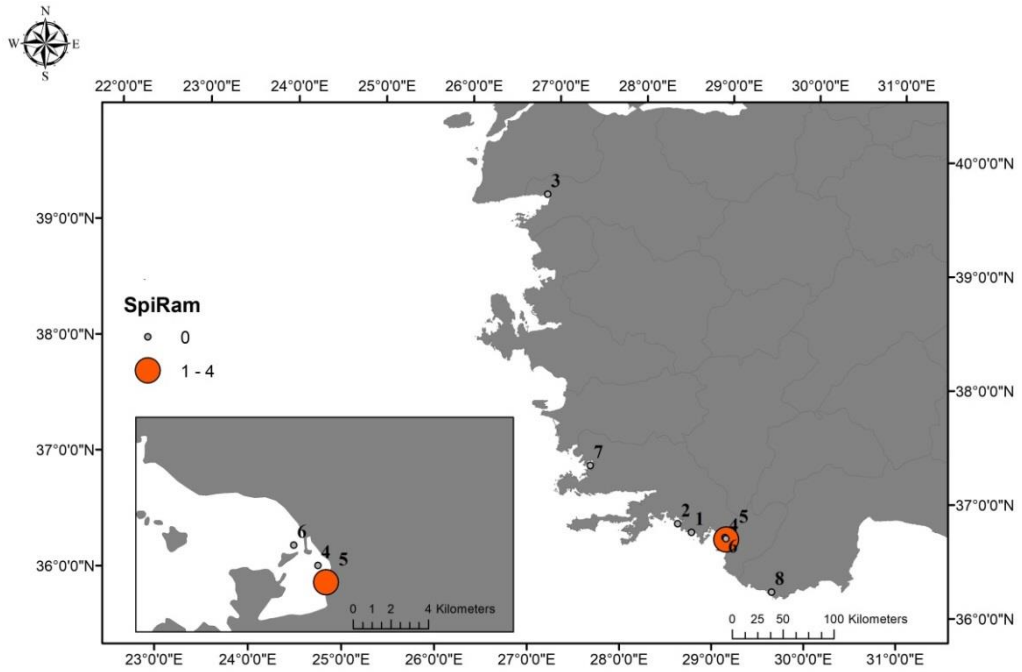 N
W E
S
22°0'0"E 23°0'0"E 24°0'0"E 25°0'0"E 26°0'0"E 27°0'0"E 28°0'0"E 29°0'0"E 30°0'0"E 31°0'0"E
40°0'0"N
3
39°0'0"N
39°0'0"N
SpiRam
0
38°0'0"N
1 - 4
38°0'0"N
37°0'0"N
7
37°0'0"N
2 1 4 5
6
6
4 5
36°0'0"N
8
0 1 2 4 Kilometers
0 25 50 100 Kilometers
36°0'0"N
23°0'0"E 24°0'0"E 25°0'0"E 26°0'0"E 27°0'0"E 28°0'0"E 29°0'0"E 30°0'0"E